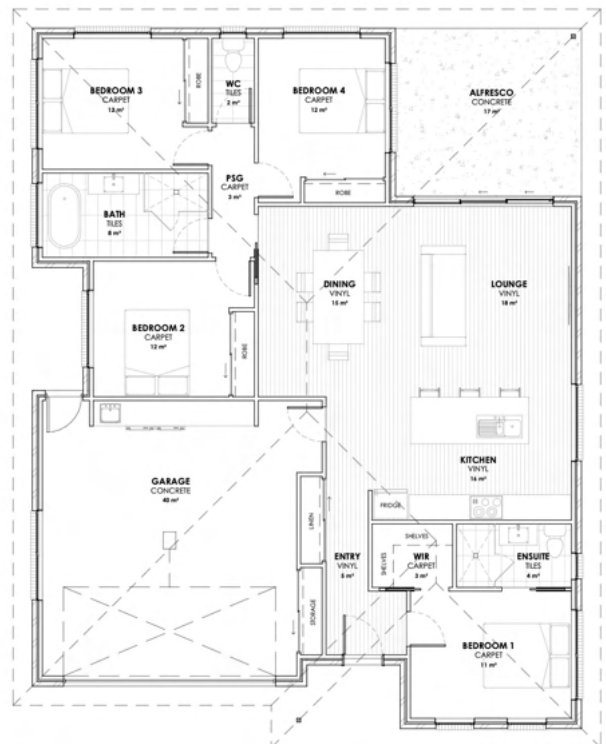 BEDROOM 3
CARPET
12 m²
ROBE
WC
TILES
2 m²
BEDROOM 4
CARPET
12 m²
ALFRESCO
CONCRETE
17 m²
PSG
CARPET
3 m²
ROBE
BATH
TILES
8 m²
DINING
VINYL
15 m²
LOUNGE
VINYL
18 m²
BEDROOM 2
CARPET
12 m²
ROBE
KITCHEN
VINYL
16 m²
GARAGE
CONCRETE
40 m²
FRIDGE
LINEN
SHELVES
SHELVES
ENTRY
VINYL
5 m²
WIR
CARPET
3 m²
ENSUITE
TILES
4 m²
STORAGE
BEDROOM 1
CARPET
11 m²